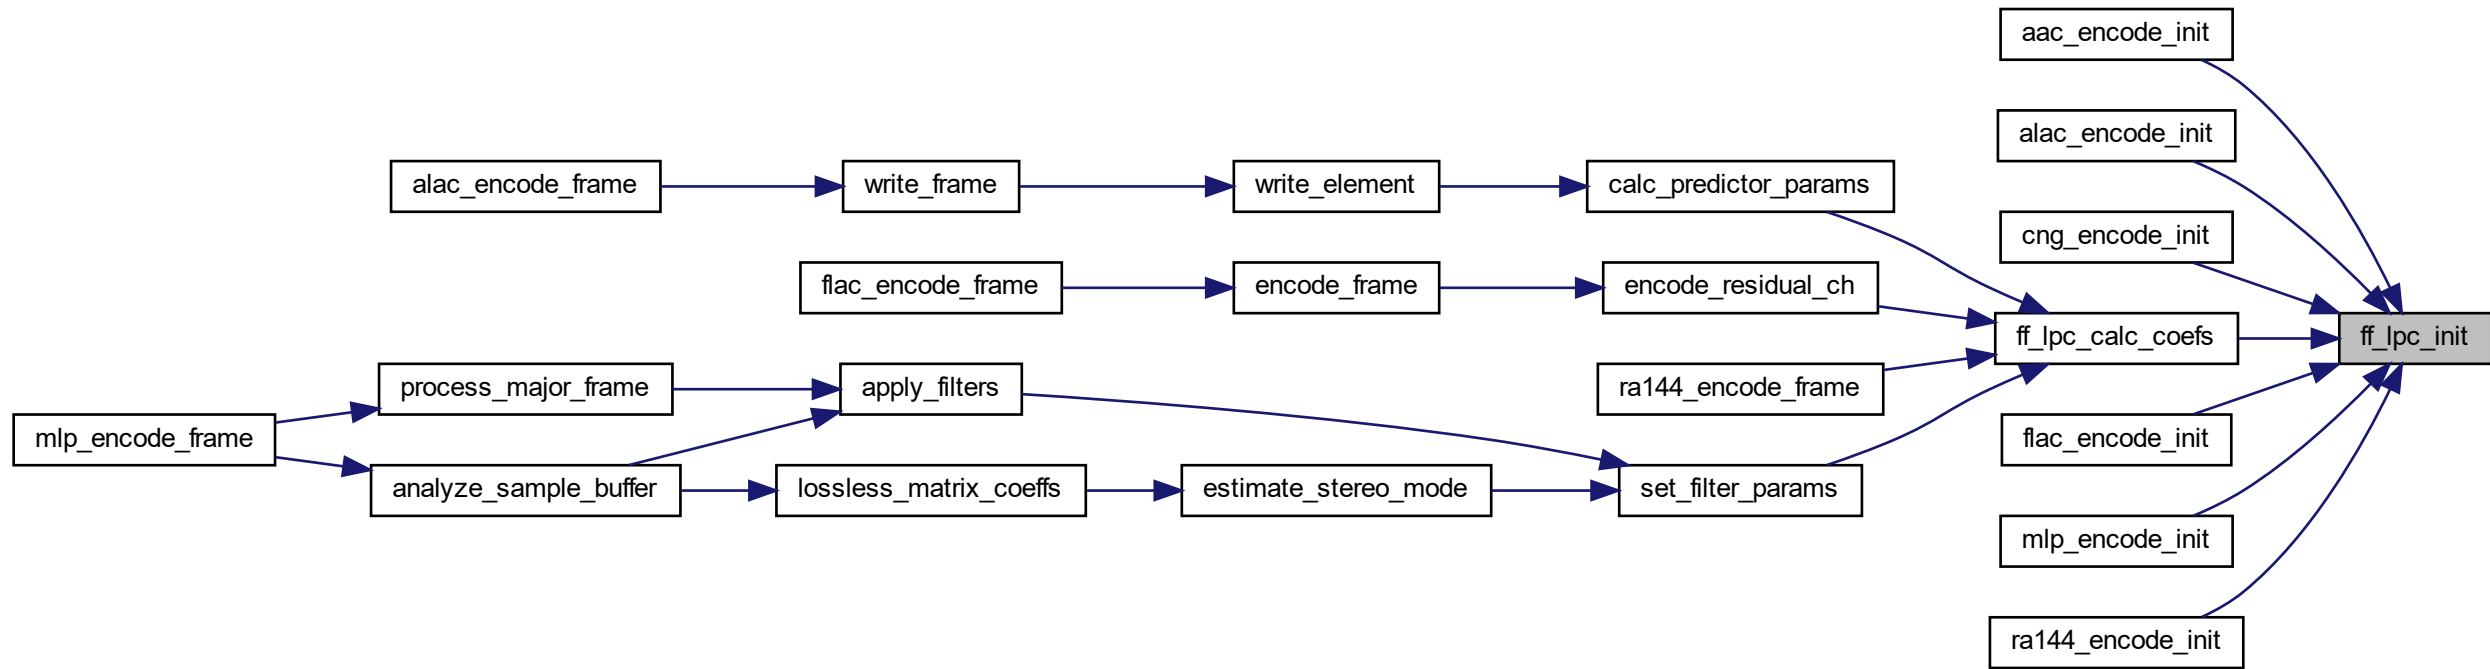 aac_encode_init
alac_encode_init
alac_encode_frame
write_frame
write_element
calc_predictor_params
cng_encode_init
flac_encode_frame
encode_frame
encode_residual_ch
ff_lpc_calc_coefs
ff_lpc_init
process_major_frame
apply_filters
ra144_encode_frame
mlp_encode_frame
flac_encode_init
analyze_sample_buffer
lossless_matrix_coeffs
estimate_stereo_mode
set_filter_params
mlp_encode_init
ra144_encode_init